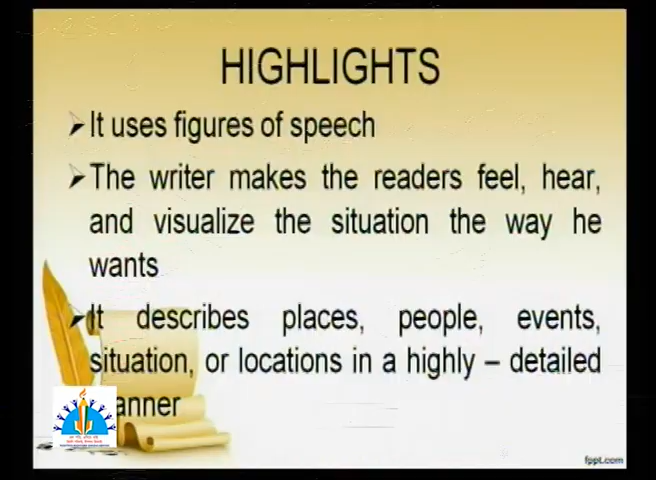 HIGHLIGHTS
It uses figures of speech
The writer makes the readers feel, hear,
and visualize the situation the way he
wants
It describes places, people, events,
situation, or locations in a highly – detailed
anner
fppt.com